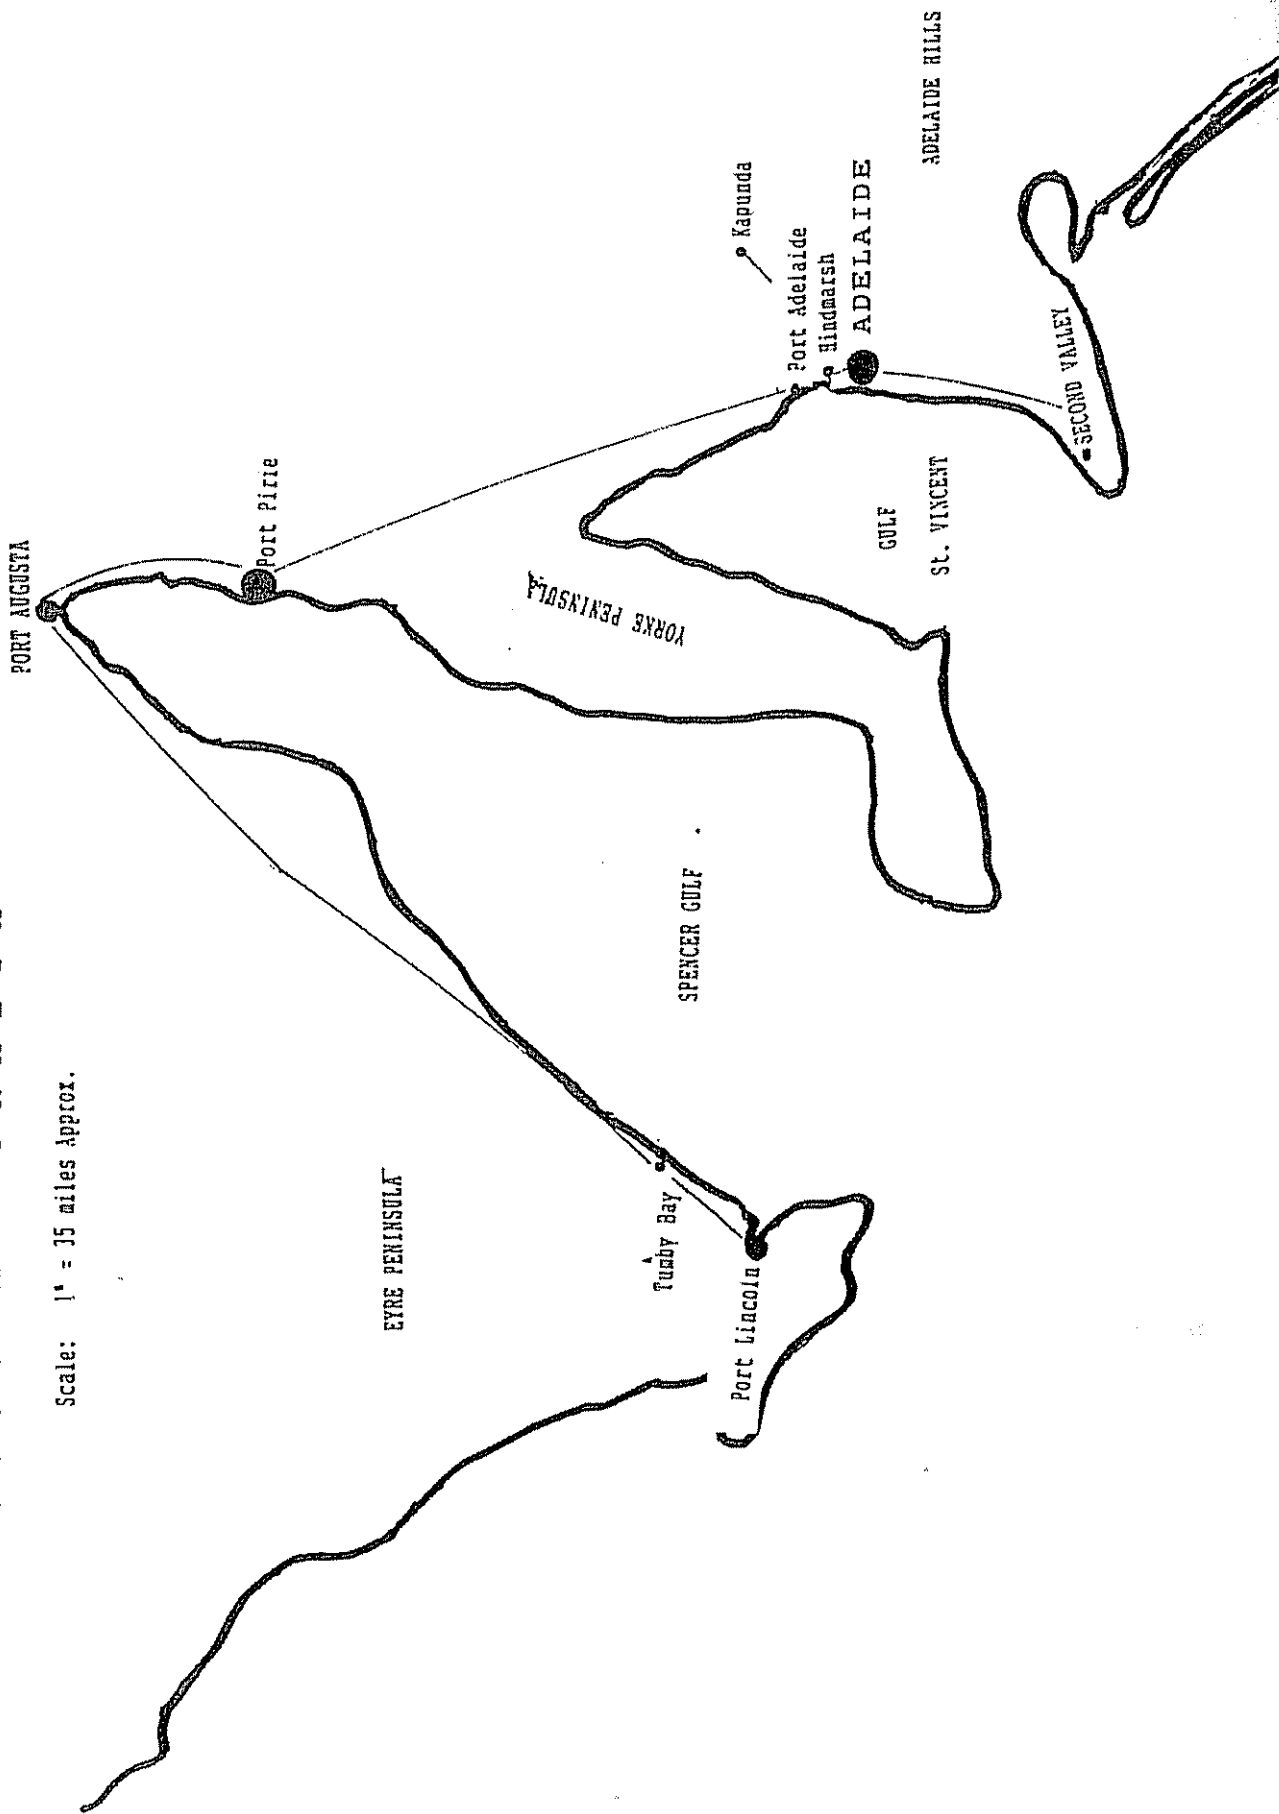 Scale: 1" = 35 miles Approx.
PORT AUGUSTA
Port Pirie
EYRE PENINSULA
YORKE PENINSULA
Kapunda
Port Adelaide
Hindmarsh
ADELAIDE
ADELAIDE HILLS
SPENCER GULF
Tumby Bay
Port Lincoln
GULF
St. VINCENT
SECOND VALLEY